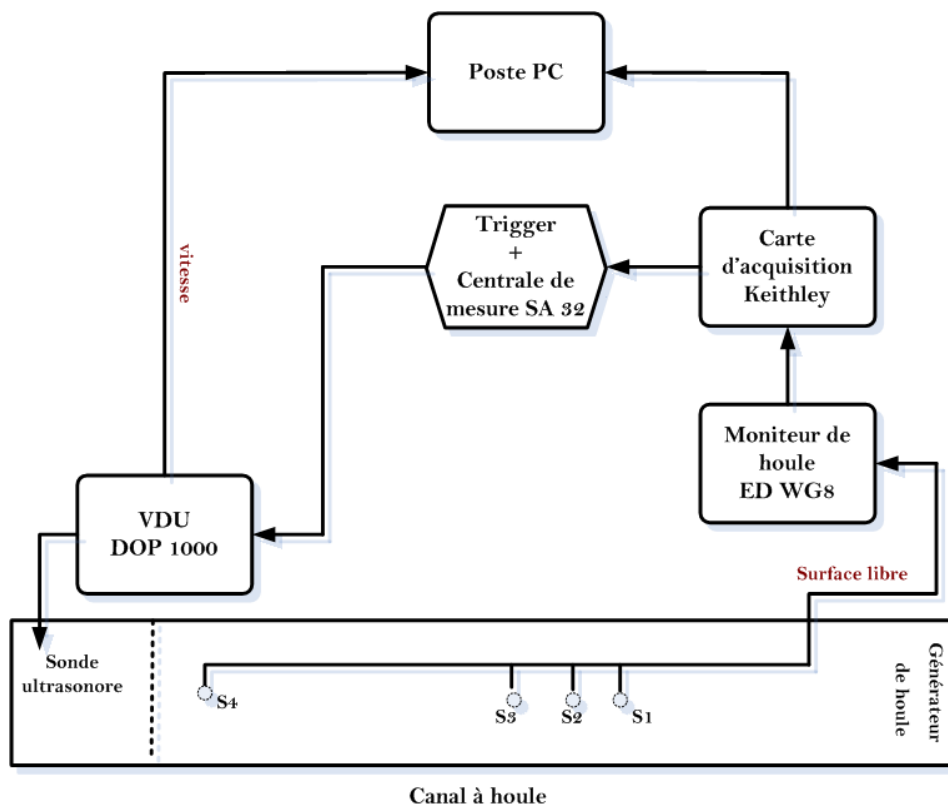 Poste PC
vitesse
Trigger
+
Centrale de
mesure SA 32
Carte
d'acquisition
Keithley
Moniteur de
houle
ED WG8
VDU
DOP 1000
Surface libre
Sonde
ultrasonore
S4
S3
S2
S1
Générateur
de houle
Canal à houle